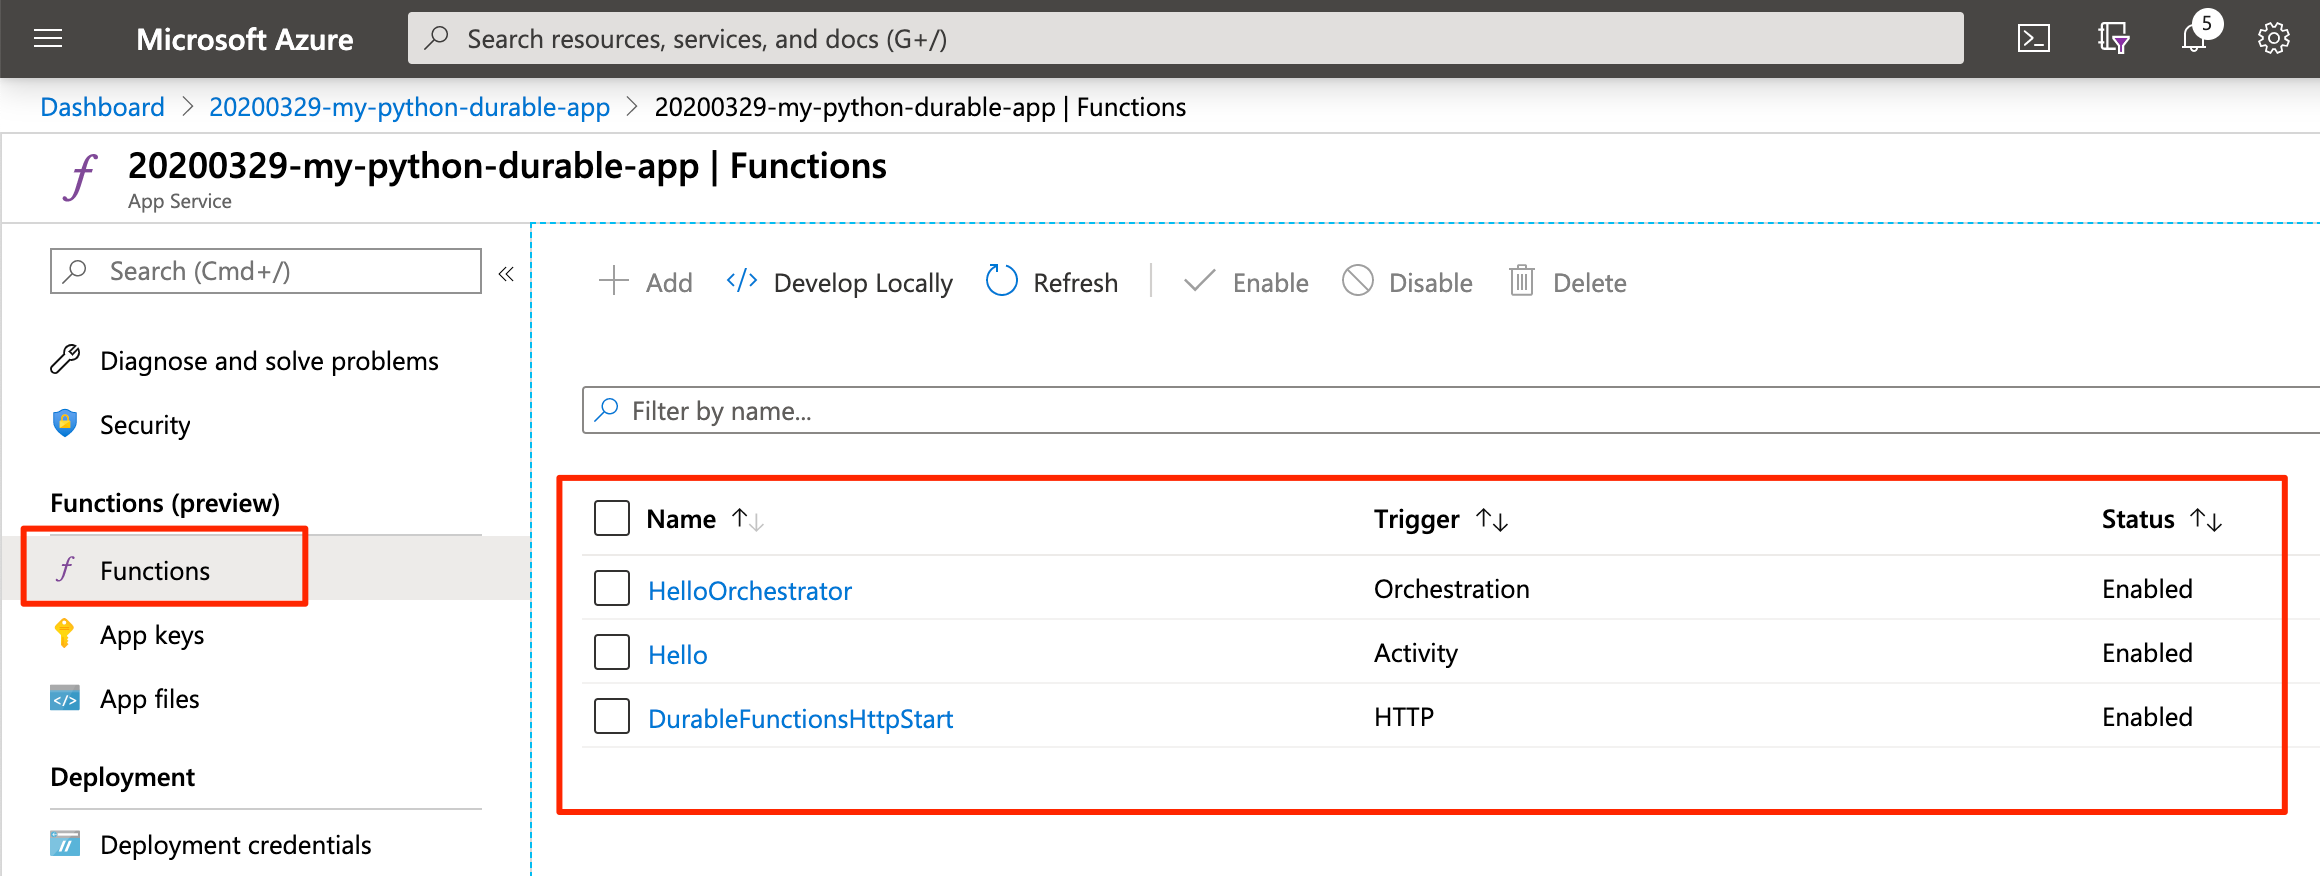 Microsoft Azure
Search resources, services, and docs (G+/)
5
Dashboard > 20200329-my-python-durable-app > 20200329-my-python-durable-app | Functions
20200329-my-python-durable-app | Functions
App Service
Search (Cmd+/)
«
Diagnose and solve problems
Security
Functions (preview)
Functions
App keys
App files
Deployment
Deployment credentials
Add
Develop Locally
Refresh
Enable
Disable
Delete
Filter by name...
Name ↑↓ Trigger ↑↓ Status ↑↓
HelloOrchestrator Orchestration Enabled
Hello Activity Enabled
DurableFunctionsHttpStart HTTP Enabled